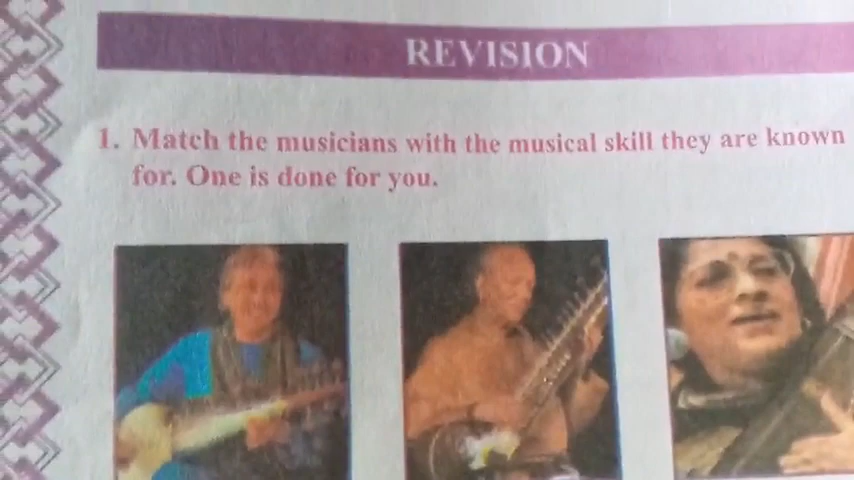 REVISION
1. Match the musicians with the musical skill they are known
for. One is done for you.